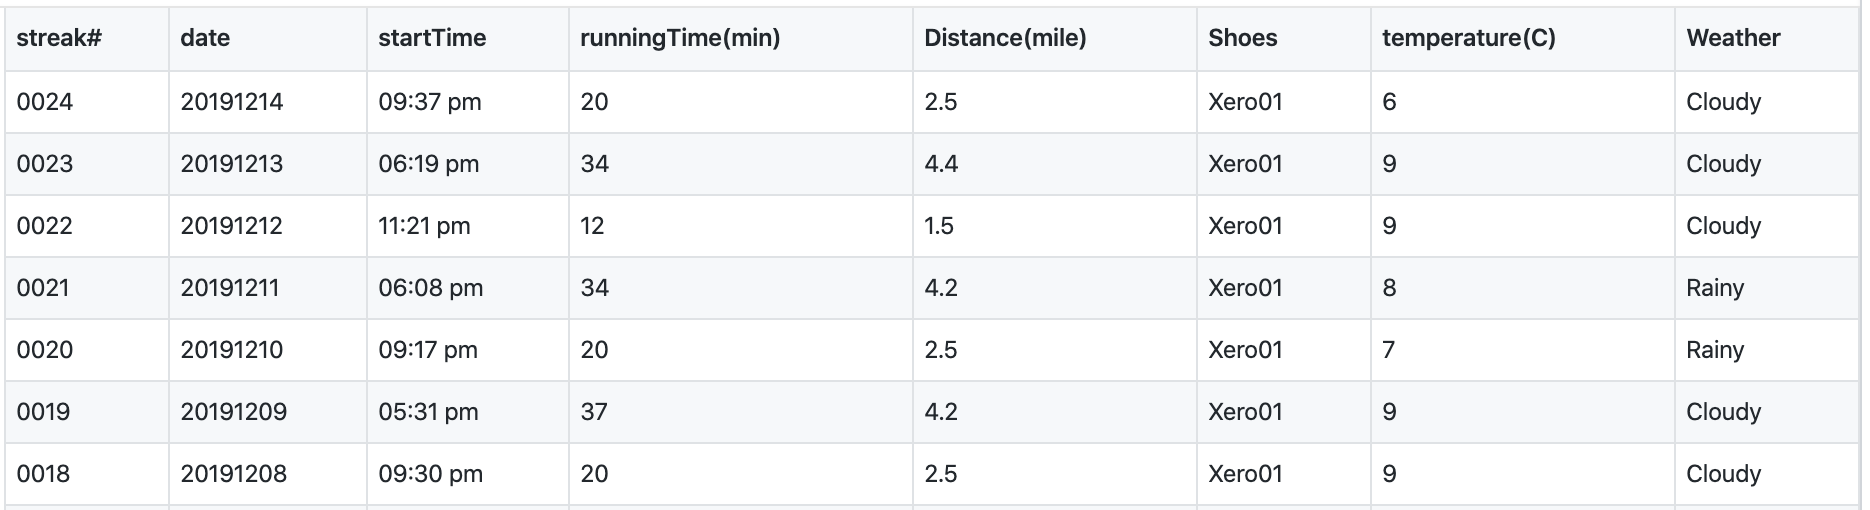 streak# date startTime runningTime(min) Distance(mile) Shoes temperature(C) Weather
0024 20191214 09:37 pm 20 2.5 Xero01 6 Cloudy
0023 20191213 06:19 pm 34 4.4 Xero01 9 Cloudy
0022 20191212 11:21 pm 12 1.5 Xero01 9 Cloudy
0021 20191211 06:08 pm 34 4.2 Xero01 8 Rainy
0020 20191210 09:17 pm 20 2.5 Xero01 7 Rainy
0019 20191209 05:31 pm 37 4.2 Xero01 9 Cloudy
0018 20191208 09:30 pm 20 2.5 Xero01 9 Cloudy